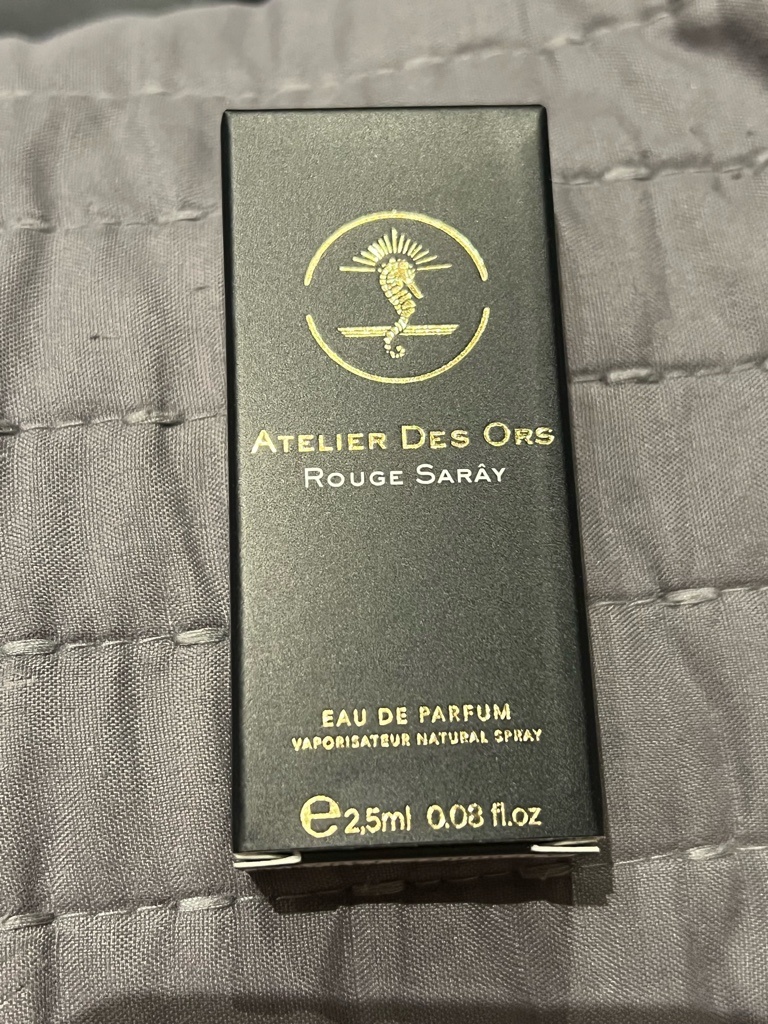 ATELIER DES ORS
ROUGE SARÂY
EAU DE PARFUM
VAPORISATEUR NATURAL SPRAY
℮2,5ml 0.08 fl.oz